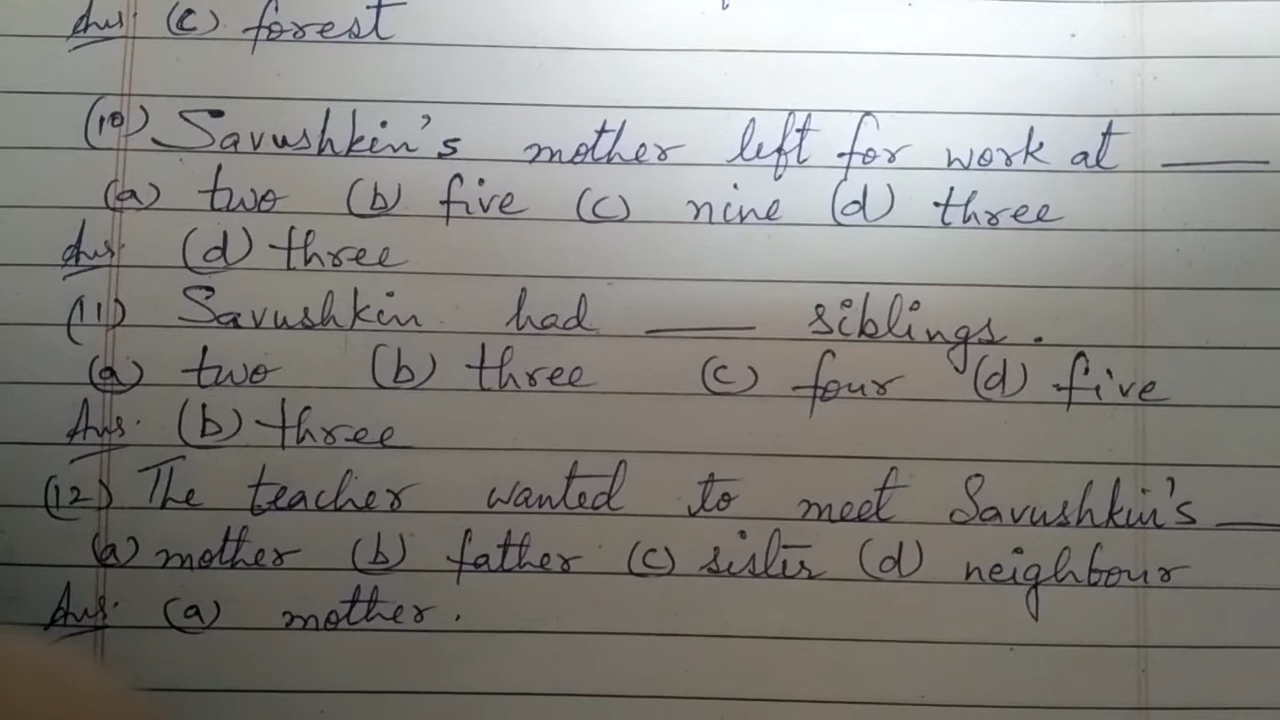 Ans: (c) forest
(10) Savushkin's mother left for work at ___
(a) two (b) five (c) nine (d) three
Ans: (d) three
(11) Savushkin had ___ siblings.
(a) two (b) three (c) four (d) five
Ans. (b) three
(12) The teacher wanted to meet Savushkin's ___
(a) mother (b) father (c) sister (d) neighbour
Ans: (a) mother.